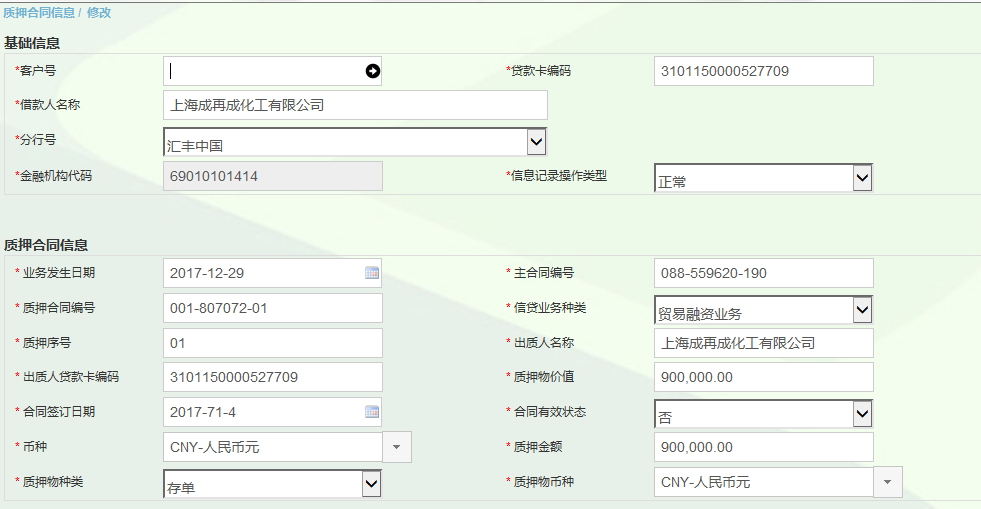 质押合同信息 / 修改
基础信息
*客户号
*贷款卡编码 3101150000527709
*借款人名称 上海成再成化工有限公司
*分行号 汇丰中国
*金融机构代码 69010101414
*信息记录操作类型 正常
质押合同信息
* 业务发生日期 2017-12-29
* 主合同编号 088-559620-190
* 质押合同编号 001-807072-01
* 信贷业务种类 贸易融资业务
* 质押序号 01
* 出质人名称 上海成再成化工有限公司
* 出质人贷款卡编码 3101150000527709
* 质押物价值 900,000.00
* 合同签订日期 2017-71-4
* 合同有效状态 否
* 币种 CNY-人民币元
* 质押金额 900,000.00
* 质押物种类 存单
* 质押物币种 CNY-人民币元